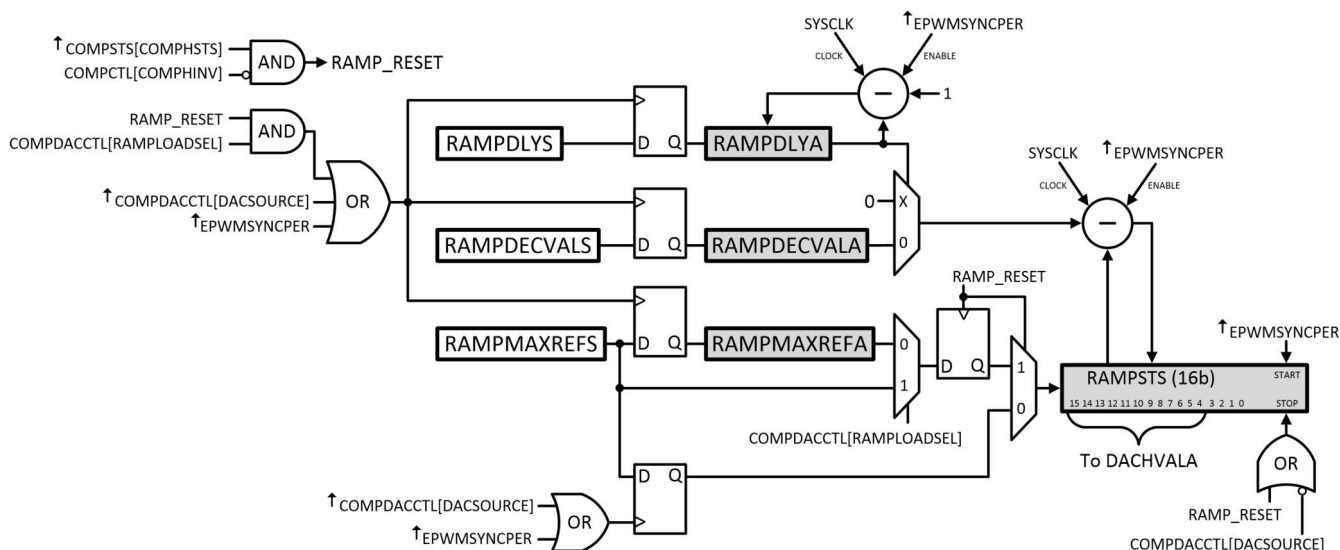 ↑COMPSTS[COMPHSTS]
COMPCTL[COMPHINV]
AND
RAMP_RESET
RAMP_RESET
COMPDACCTL[RAMPLOADSEL]
AND
↑COMPDACCTL[DACSOURCE]
↑EPWMSYNCPER
OR
SYSCLK
↑EPWMSYNCPER
CLOCK
ENABLE
−
1
RAMPDLYS
D
Q
RAMPDLYA
0
X
0
RAMPDECVALS
D
Q
RAMPDECVALA
SYSCLK
↑EPWMSYNCPER
CLOCK
ENABLE
−
RAMPMAXREFS
D
Q
RAMPMAXREFA
0
1
COMPDACCTL[RAMPLOADSEL]
RAMP_RESET
D
Q
1
0
↑EPWMSYNCPER
RAMPSTS (16b)
START
15 14 13 12 11 10 9 8 7 6 5 4 3 2 1 0
STOP
To DACHVALA
OR
RAMP_RESET
COMPDACCTL[DACSOURCE]
D
Q
↑COMPDACCTL[DACSOURCE]
↑EPWMSYNCPER
OR